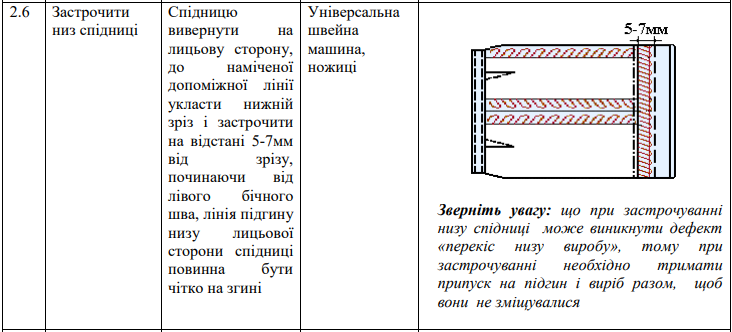 2.6
Застрочити
низ спідниці
Спідницю
вивернути на
лицьову сторону,
до наміченої
допоміжної лінії
укласти нижній
зріз і застрочити
на відстані 5-7мм
від зрізу,
починаючи від
лівого бічного
шва, лінія підгину
низу лицьової
сторони спідниці
повинна бути
чітко на згині
Універсальна
швейна
машина,
ножиці
5-7мм
Зверніть увагу: що при застрочуванні
низу спідниці може виникнути дефект
«перекіс низу виробу», тому при
застрочуванні необхідно тримати
припуск на підгин і виріб разом, щоб
вони не зміщувалися